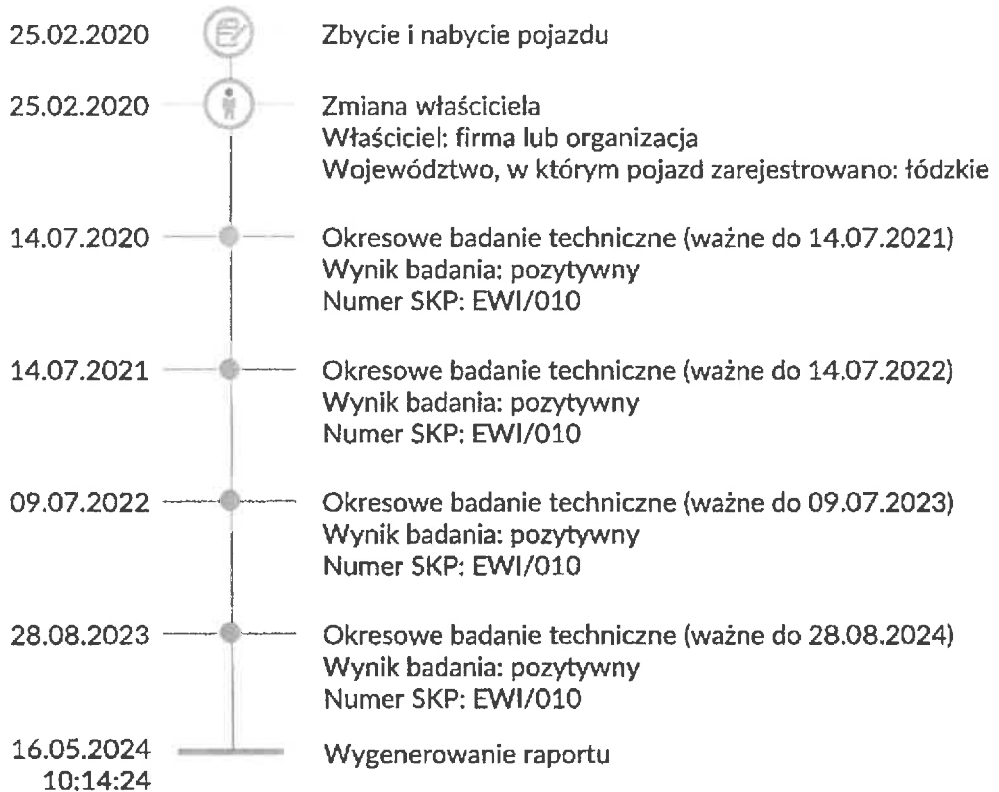 25.02.2020 Zbycie i nabycie pojazdu
25.02.2020 Zmiana właściciela
Właściciel: firma lub organizacja
Województwo, w którym pojazd zarejestrowano: łódzkie
14.07.2020 Okresowe badanie techniczne (ważne do 14.07.2021)
Wynik badania: pozytywny
Numer SKP: EWI/010
14.07.2021 Okresowe badanie techniczne (ważne do 14.07.2022)
Wynik badania: pozytywny
Numer SKP: EWI/010
09.07.2022 Okresowe badanie techniczne (ważne do 09.07.2023)
Wynik badania: pozytywny
Numer SKP: EWI/010
28.08.2023 Okresowe badanie techniczne (ważne do 28.08.2024)
Wynik badania: pozytywny
Numer SKP: EWI/010
16.05.2024 Wygenerowanie raportu
10:14:24